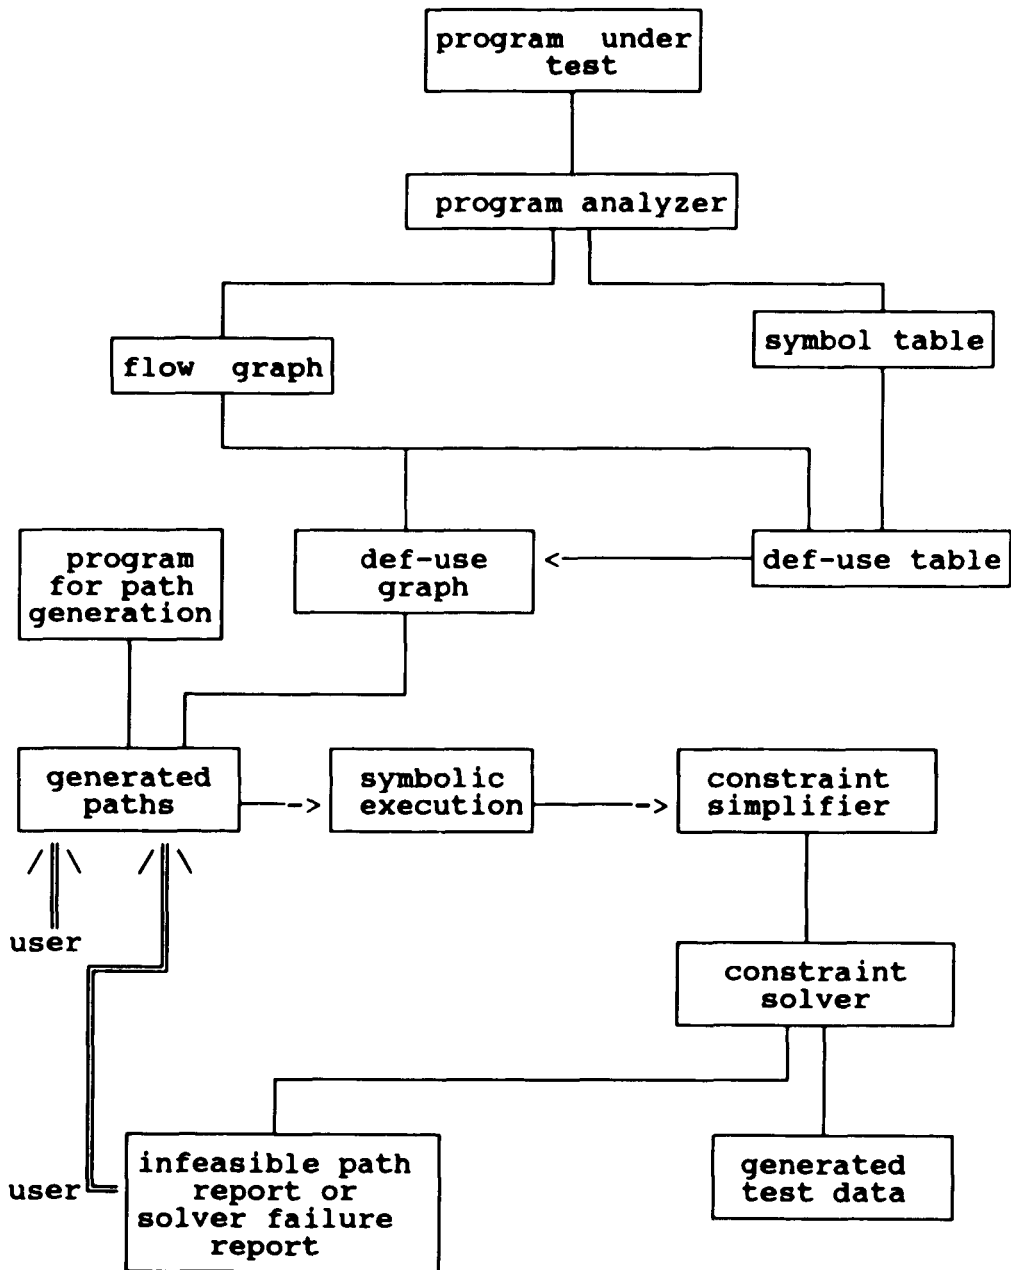 program under
test
program analyzer
symbol table
flow graph
program
for path
generation
def-use
graph
def-use table
generated
paths
symbolic
execution
constraint
simplifier
user
constraint
solver
user
infeasible path
report or
solver failure
report
generated
test data